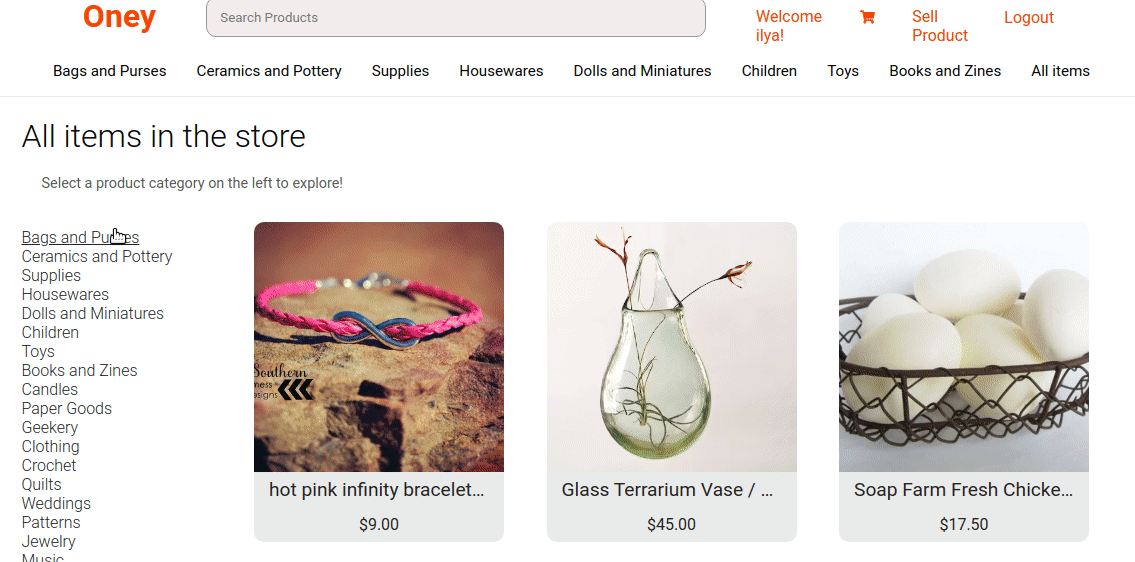 Oney
Search Products
Welcome
ilya!
Sell
Product
Logout
Bags and Purses
Ceramics and Pottery
Supplies
Housewares
Dolls and Miniatures
Children
Toys
Books and Zines
All items
All items in the store
Select a product category on the left to explore!
Bags and Purses
Ceramics and Pottery
Supplies
Housewares
Dolls and Miniatures
Children
Toys
Books and Zines
Candles
Paper Goods
Geekery
Clothing
Crochet
Quilts
Weddings
Patterns
Jewelry
Music
Southern
ness
esigns
hot pink infinity bracelet...
$9.00
Glass Terrarium Vase / ...
$45.00
Soap Farm Fresh Chicke...
$17.50